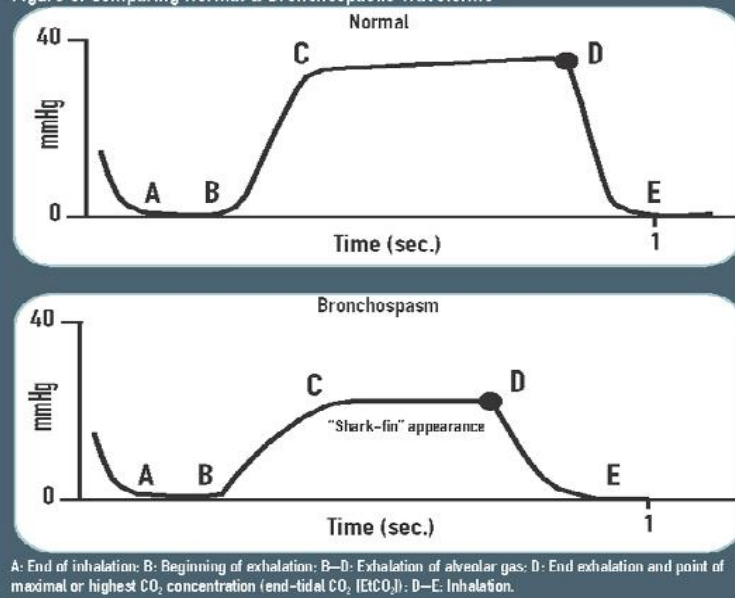 Normal
40
mmHg
0
A
B
C
D
E
1
Time (sec.)
Bronchospasm
40
mmHg
0
A
B
C
"Shark-fin" appearance
D
E
1
Time (sec.)
A: End of inhalation; B: Beginning of exhalation; B—D: Exhalation of alveolar gas; D: End exhalation and point of
maximal or highest CO₂ concentration (end-tidal CO₂ [EtCO₂]); D—E: Inhalation.